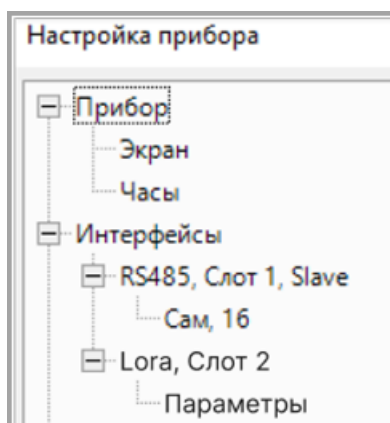 Настройка прибора
Прибор
Экран
Часы
Интерфейсы
RS485, Слот 1, Slave
Сам, 16
Lora, Слот 2
Параметры